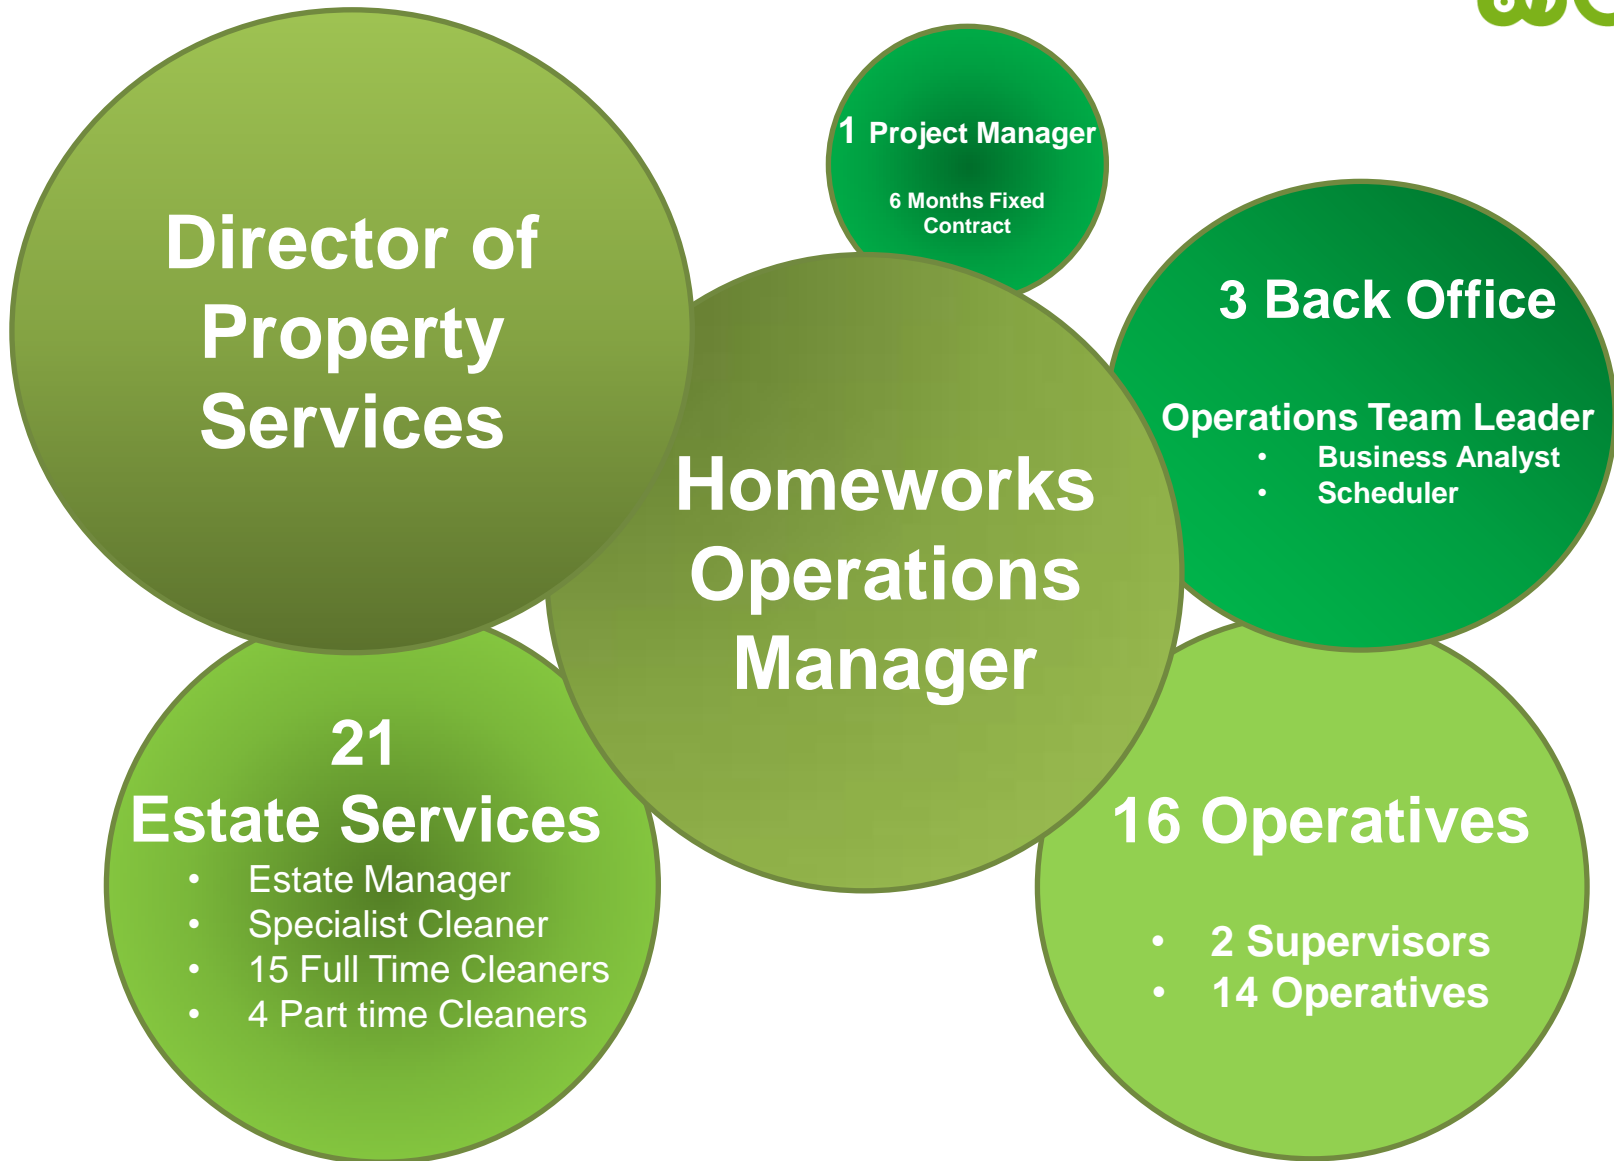 Director of
Property
Services
1 Project Manager
6 Months Fixed
Contract
3 Back Office
Operations Team Leader
• Business Analyst
• Scheduler
Homeworks
Operations
Manager
21
Estate Services
• Estate Manager
• Specialist Cleaner
• 15 Full Time Cleaners
• 4 Part time Cleaners
16 Operatives
• 2 Supervisors
• 14 Operatives